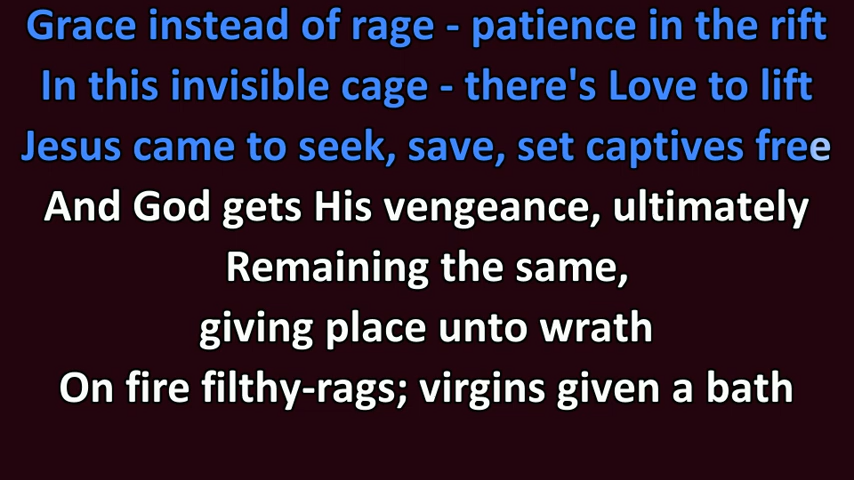 Grace instead of rage - patience in the rift
In this invisible cage - there's Love to lift
Jesus came to seek, save, set captives free
And God gets His vengeance, ultimately
Remaining the same,
giving place unto wrath
On fire filthy-rags; virgins given a bath